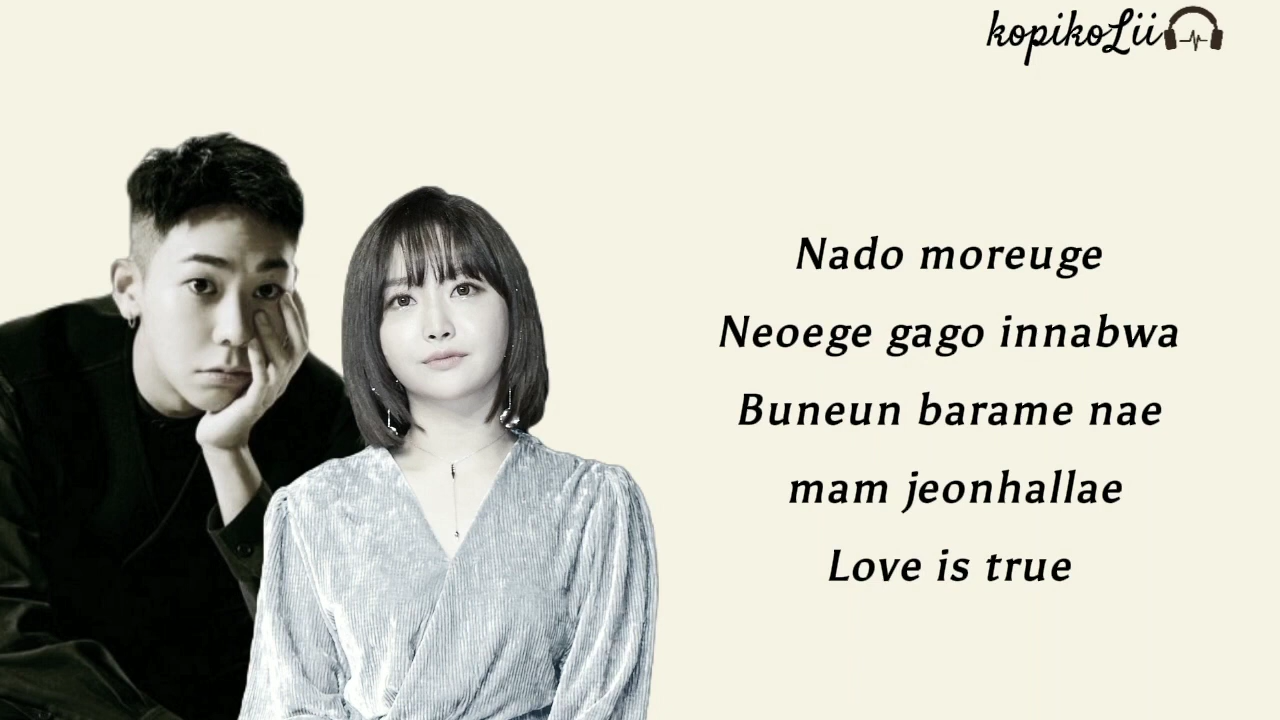 kopikoLii
Nado moreuge
Neoege gago innabwa
Buneun barame nae
mam jeonhallae
Love is true